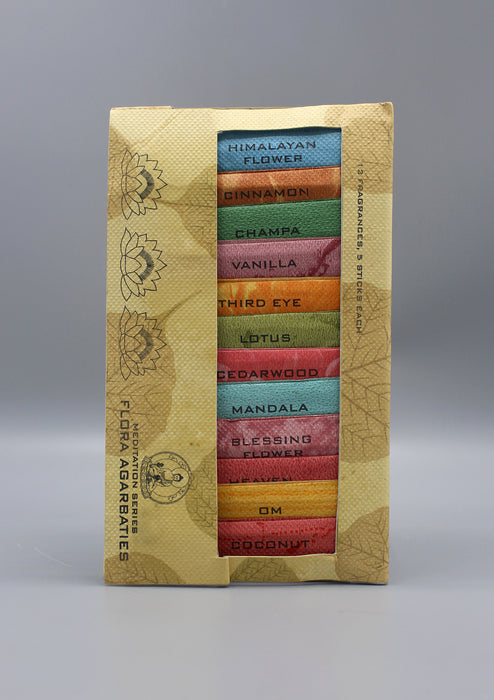 HIMALAYAN
FLOWER
CINNAMON
CHAMPA
VANILLA
THIRD EYE
LOTUS
CEDARWOOD
MANDALA
BLESSING
FLOWER
HEAVEN
OM
COCONUT
12 FRAGRANCES, 5 STICKS EACH
MEDITATION SERIES
FLORA AGARBATIES